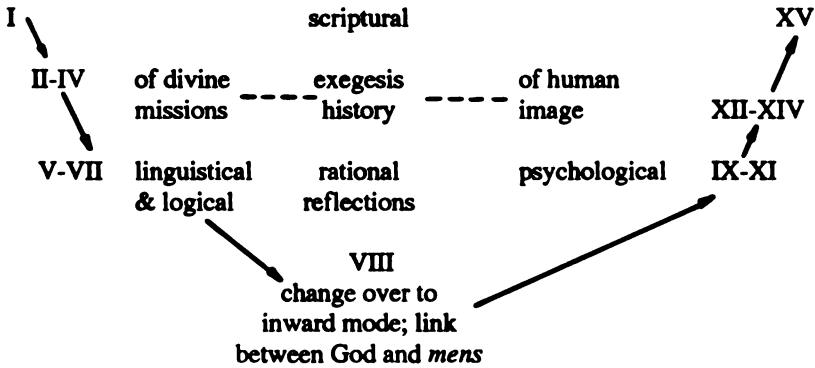 I scriptural XV
II-IV of divine exegesis of human
missions history image XII-XIV
V-VII linguistical rational psychological IX-XI
& logical reflections
VIII
change over to
inward mode; link
between God and mens